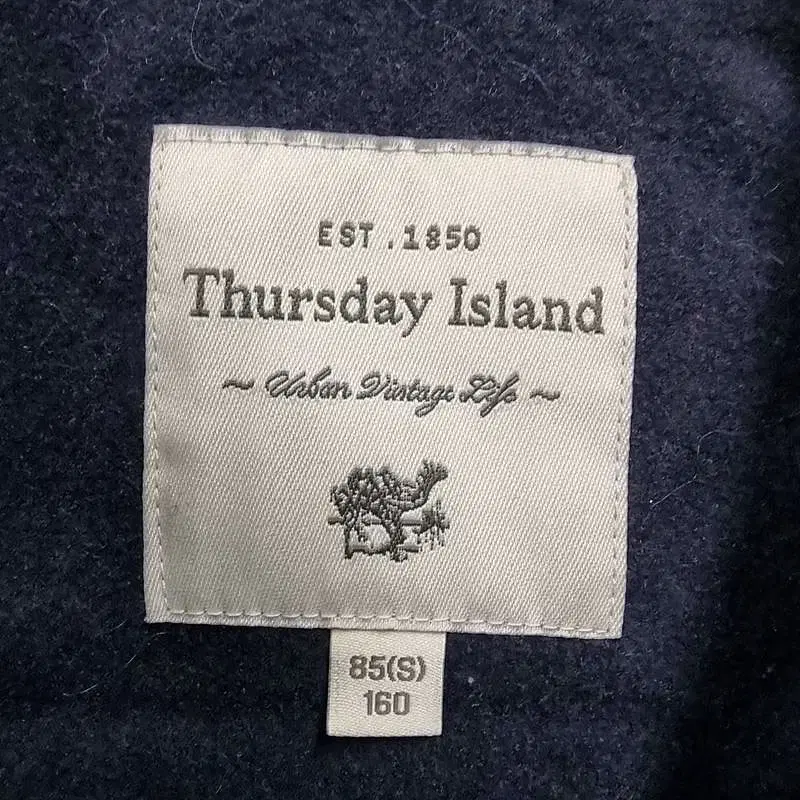 EST.1850
Thursday Island
~ Urban Vintage Life ~
85(S)
160